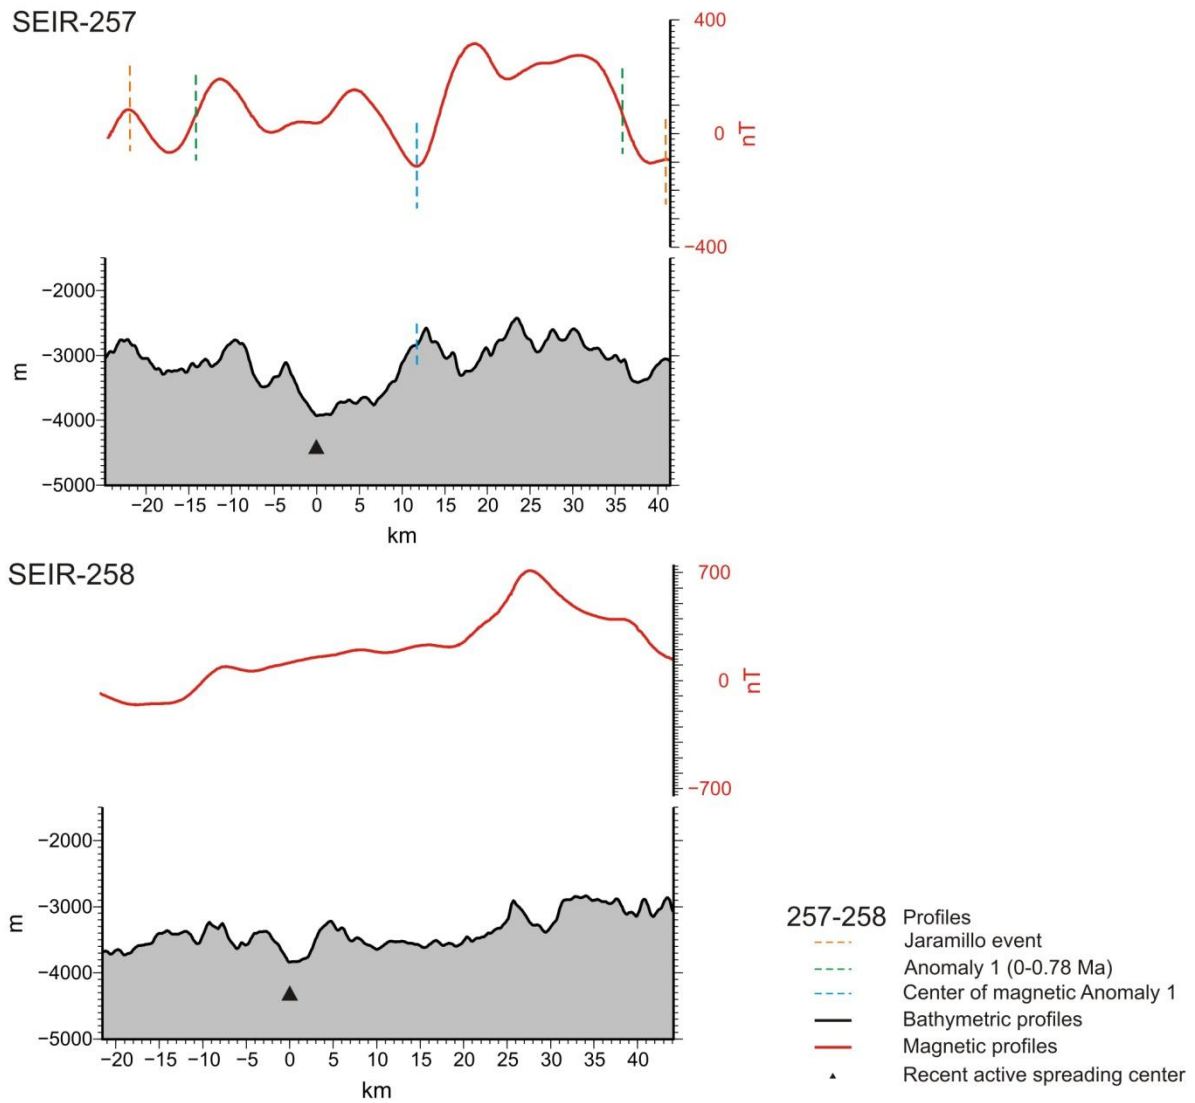 SEIR-257
400
0
nT
−400
−2000
−3000
m
−4000
−5000
−20 −15 −10 −5 0 5 10 15 20 25 30 35 40
km
SEIR-258
700
0
nT
−700
−2000
−3000
m
−4000
−5000
−20 −15 −10 −5 0 5 10 15 20 25 30 35 40
km
257-258 Profiles
Jaramillo event
Anomaly 1 (0-0.78 Ma)
Center of magnetic Anomaly 1
Bathymetric profiles
Magnetic profiles
Recent active spreading center